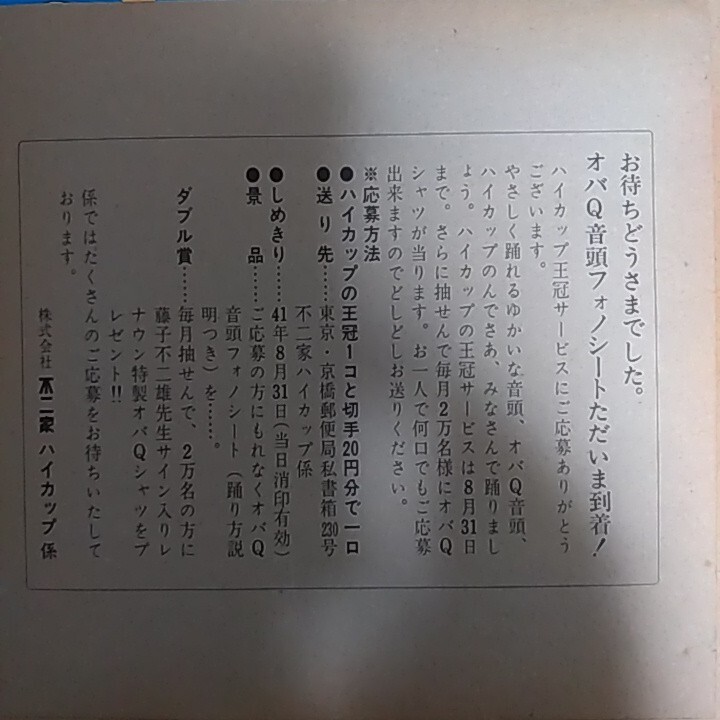 お待ちどうさまでした。
オバQ音頭フォノシートただいま到着！
ハイカップ王冠サービスにご応募ありがとう
ございます。
やさしく踊れるゆかいな音頭、オバQ音頭、
ハイカップのんでさあ、みなさんで踊りまし
ょう。ハイカップの王冠サービスは8月31日
まで。さらに抽せんで毎月2万名様にオバQ
シャツが当ります。お一人で何口でもご応募
出来ますのでどしどしお送りください。
※応募方法
●ハイカップの王冠1コと切手20円分で一口
●送り先……東京・京橋郵便局私書箱230号
不二家ハイカップ係
●しめきり……41年8月31日(当日消印有効)
●景品……ご応募の方にもれなくオバQ
音頭フォノシート(踊り方説
明つき)を……。
ダブル賞……毎月抽せんで、2万名の方に
藤子不二雄先生サイン入りレ
ナウン特製オバQシャツをプ
レゼント!!
係ではたくさんのご応募をお待ちいたして
おります。
株式会社 不二家 ハイカップ 係